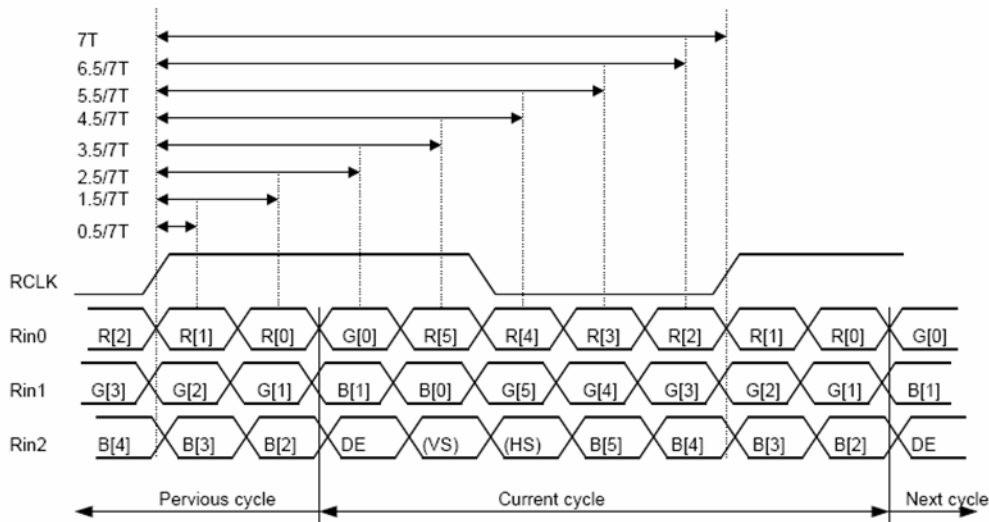 7T
6.5/7T
5.5/7T
4.5/7T
3.5/7T
2.5/7T
1.5/7T
0.5/7T
RCLK
Rin0 R[2] R[1] R[0] G[0] R[5] R[4] R[3] R[2] R[1] R[0] G[0]
Rin1 G[3] G[2] G[1] B[1] B[0] G[5] G[4] G[3] G[2] G[1] B[1]
Rin2 B[4] B[3] B[2] DE (VS) (HS) B[5] B[4] B[3] B[2] DE
Pervious cycle Current cycle Next cycle